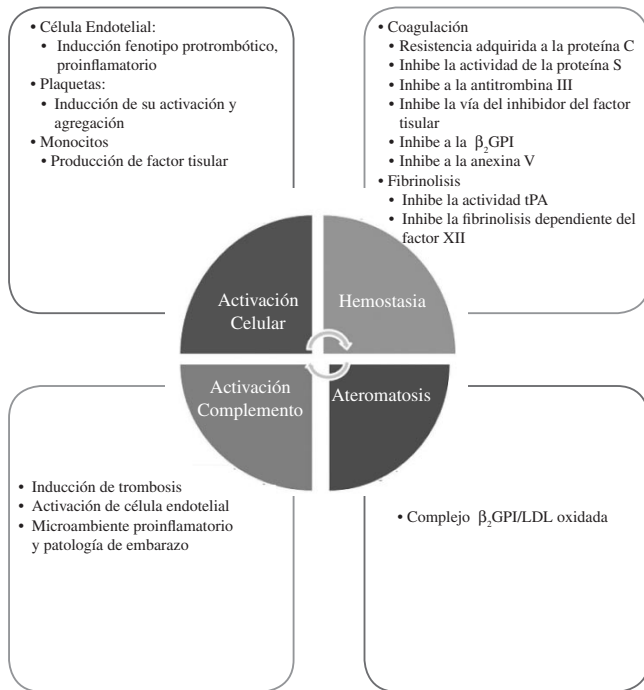 • Célula Endotelial:
• Inducción fenotipo protrombótico,
proinflamatorio
• Plaquetas:
• Inducción de su activación y
agregación
• Monocitos
• Producción de factor tisular
• Coagulación
• Resistencia adquirida a la proteína C
• Inhibe la actividad de la proteína S
• Inhibe a la antitrombina III
• Inhibe la vía del inhibidor del factor
tisular
• Inhibe a la β₂GPI
• Inhibe a la anexina V
• Fibrinolisis
• Inhibe la actividad tPA
• Inhibe la fibrinolisis dependiente del
factor XII
Activación
Celular
Hemostasia
Activación
Complemento
Ateromatosis
• Inducción de trombosis
• Activación de célula endotelial
• Microambiente proinflamatorio
y patología de embarazo
• Complejo β₂GPI/LDL oxidada